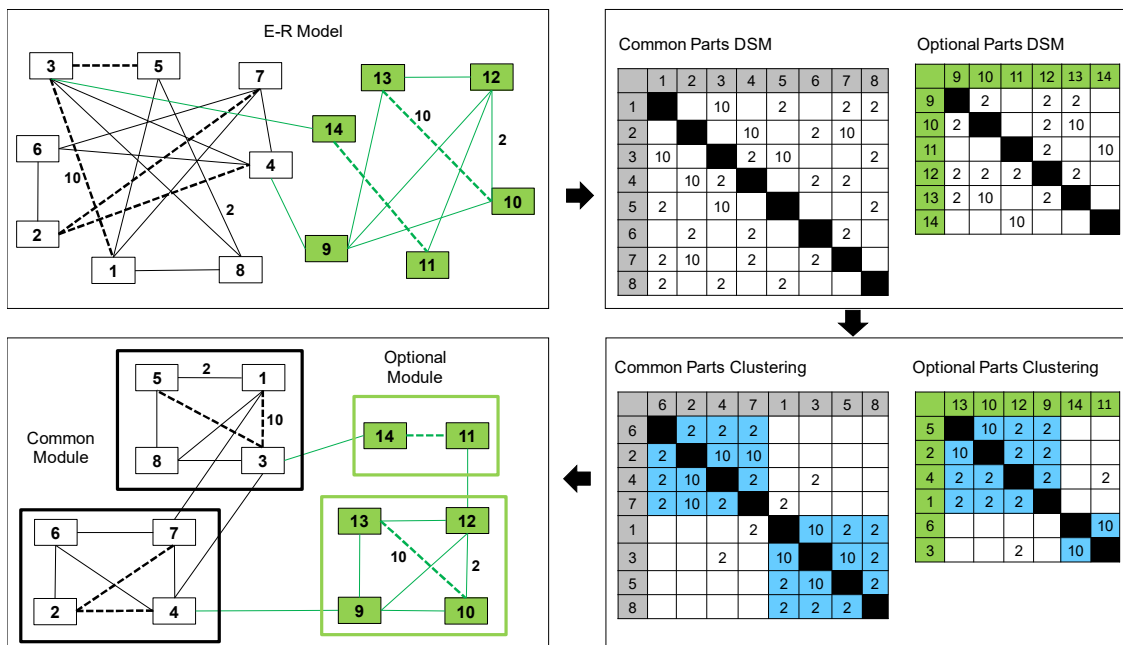 E-R Model
3 5 7 13 12
10
14
2
6
4
10
2
10
2
9
11
1 8
Common Parts DSM
1 2 3 4 5 6 7 8
1 10 2 2 2
2 10 2 10
3 10 2 10 2
4 10 2 2 2
5 2 10 2
6 2 2 2
7 2 10 2 2
8 2 2 2
Optional Parts DSM
9 10 11 12 13 14
9 2 2 2
10 2 2 10
11 2 10
12 2 2 2 2
13 2 10 2
14 10
Common Module
5 2 1
10
8 3
6 7
2 4
Optional Module
14 11
13 12
10
2
9 10
Common Parts Clustering
6 2 4 7 1 3 5 8
6 2 2 2
2 2 10 10
4 2 10 2 2
7 2 10 2 2
1 2 10 2 2
3 2 10 10 2
5 2 10 2
8 2 2 2
Optional Parts Clustering
13 10 12 9 14 11
5 10 2 2
2 10 2 2
4 2 2 2 2
1 2 2 2
6 10
3 2 10